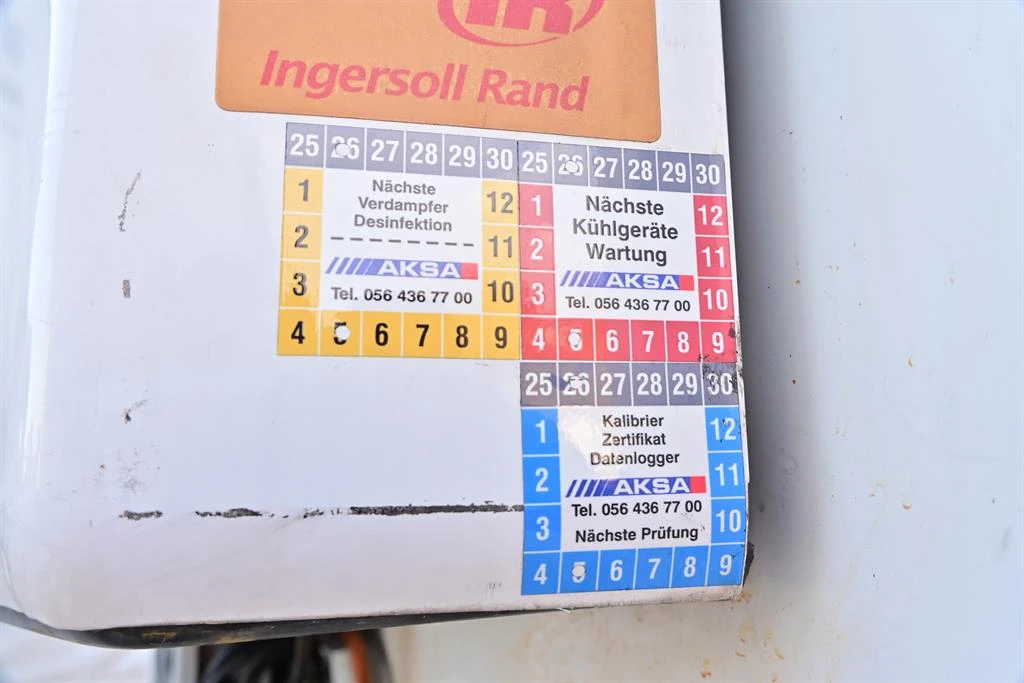 IR
Ingersoll Rand
25 26 27 28 29 30
1 Nächste 12
Verdampfer
Desinfektion
2 11
3 AKSA 10
Tel. 056 436 77 00
4 5 6 7 8 9
25 26 27 28 29 30
1 Nächste 12
Kühlgeräte
2 Wartung 11
AKSA
3 Tel. 056 436 77 00 10
4 5 6 7 8 9
25 26 27 28 29 30
1 Kalibrier 12
Zertifikat
Datenlogger
2 AKSA 11
Tel. 056 436 77 00
3 Nächste Prüfung 10
4 5 6 7 8 9